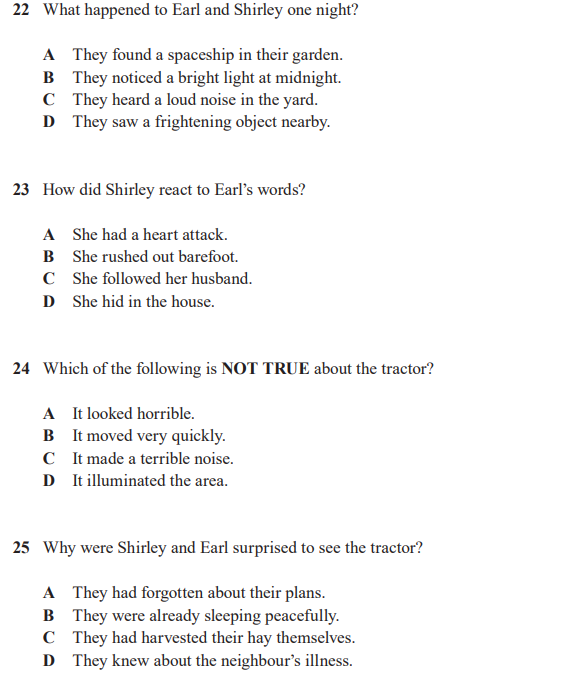 22 What happened to Earl and Shirley one night?
A They found a spaceship in their garden.
B They noticed a bright light at midnight.
C They heard a loud noise in the yard.
D They saw a frightening object nearby.
23 How did Shirley react to Earl’s words?
A She had a heart attack.
B She rushed out barefoot.
C She followed her husband.
D She hid in the house.
24 Which of the following is NOT TRUE about the tractor?
A It looked horrible.
B It moved very quickly.
C It made a terrible noise.
D It illuminated the area.
25 Why were Shirley and Earl surprised to see the tractor?
A They had forgotten about their plans.
B They were already sleeping peacefully.
C They had harvested their hay themselves.
D They knew about the neighbour’s illness.